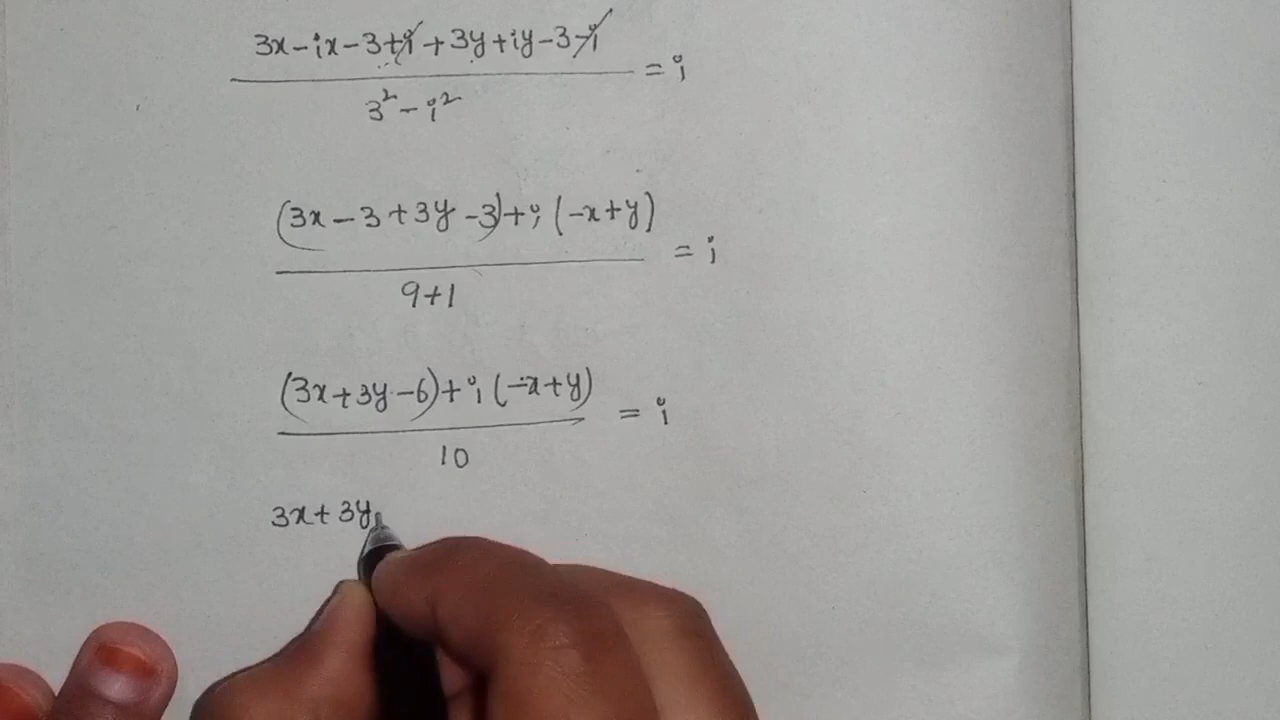 3x-ix-3+i+3y+iy-3-i
= i
3²-i²
(3x-3+3y-3)+i(-x+y)
= i
9+1
(3x+3y-6)+i(-x+y)
= i
10
3x+3y